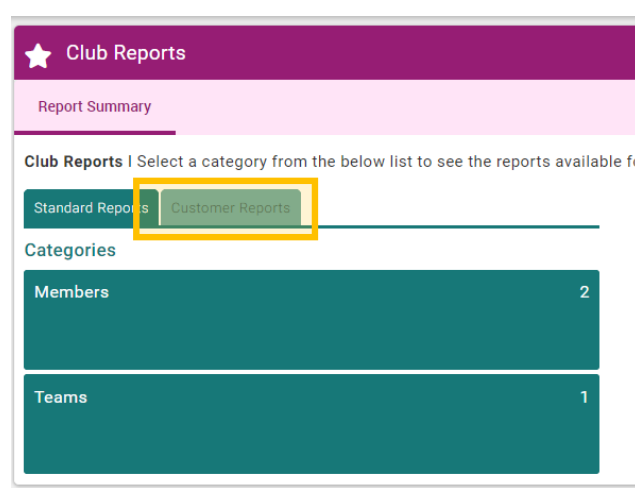 Club Reports
Report Summary
Club Reports I Select a category from the below list to see the reports available
Standard Reports Customer Reports
Categories
Members 2
Teams 1